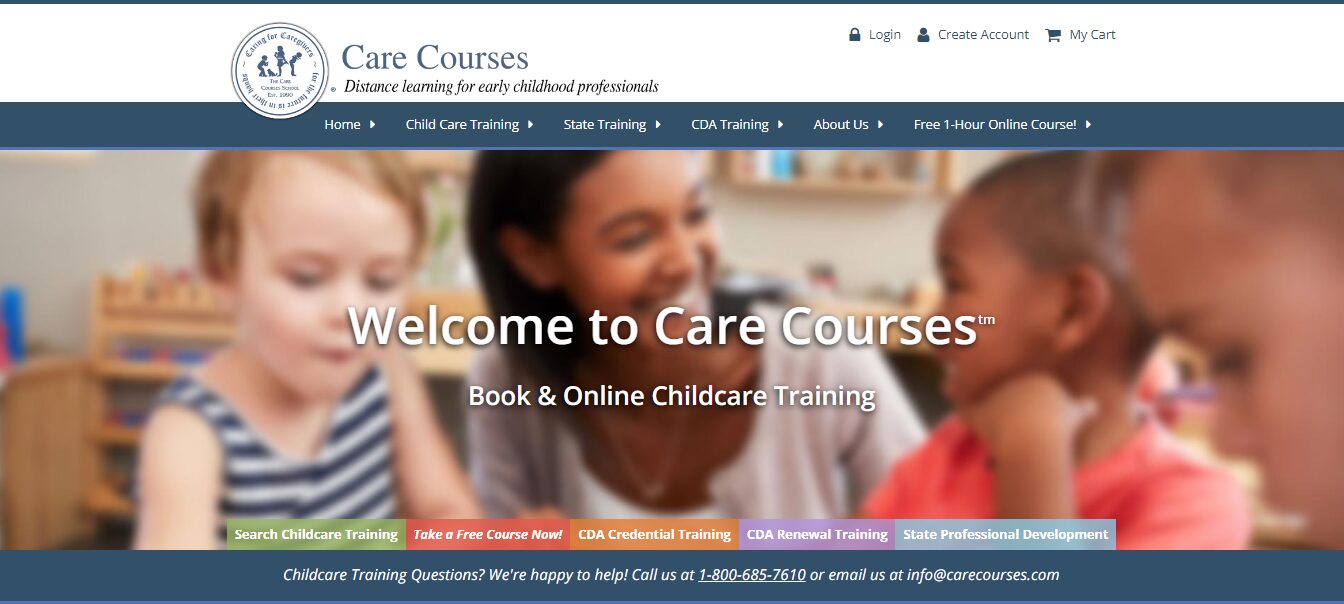 Caring for Caregivers
The Care
Courses School
Est. 1990
for the future is in their hands
®
Care Courses
Distance learning for early childhood professionals
Login Create Account My Cart
Home Child Care Training State Training CDA Training About Us Free 1-Hour Online Course!
Welcome to Care Courses™
Book & Online Childcare Training
Search Childcare Training Take a Free Course Now! CDA Credential Training CDA Renewal Training State Professional Development
Childcare Training Questions? We're happy to help! Call us at 1-800-685-7610 or email us at info@carecourses.com